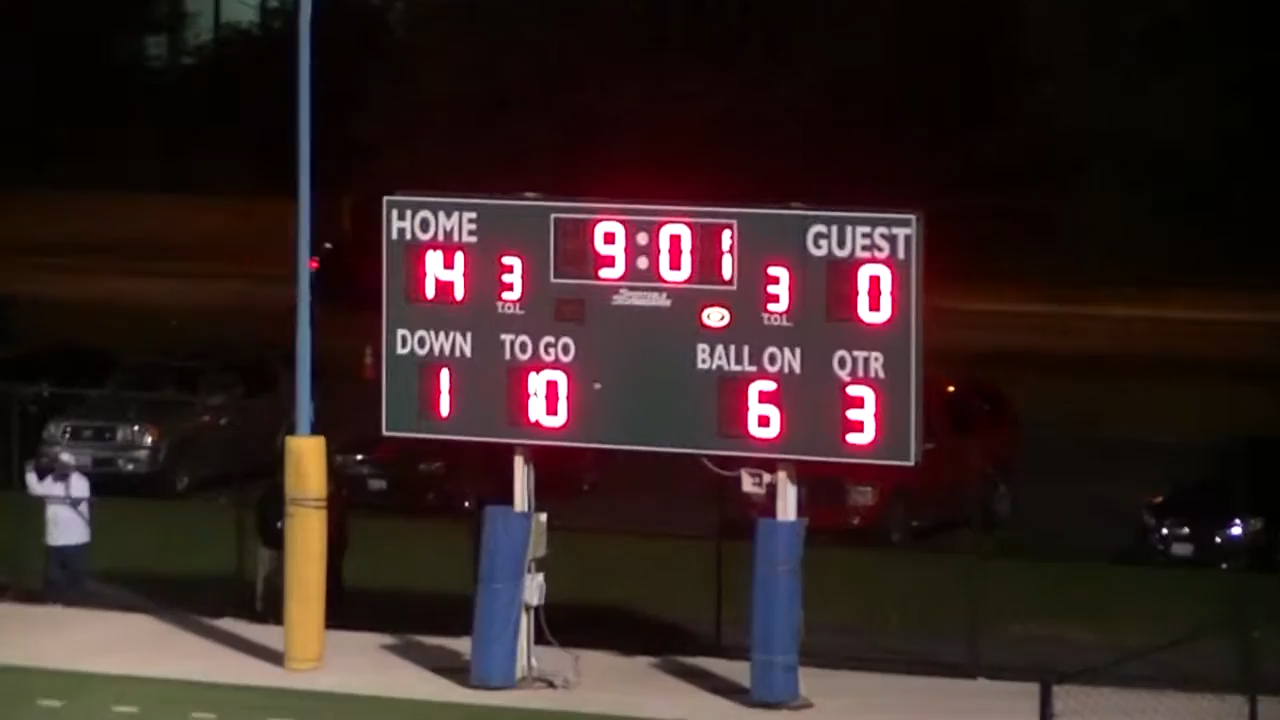 HOME 9:01 GUEST
14 3 3 0
T.O.L. T.O.L.
DOWN TO GO BALL ON QTR
1 10 6 3